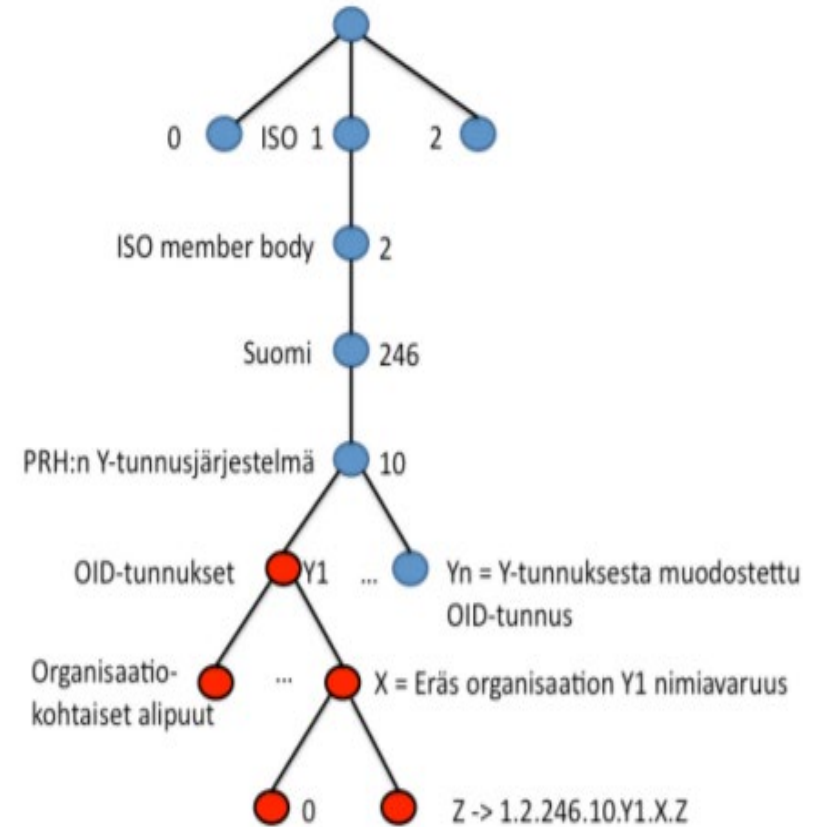 0 ISO 1 2
ISO member body 2
Suomi 246
PRH:n Y-tunnusjärjestelmä 10
OID-tunnukset Y1 ... Yn = Y-tunnuksesta muodostettu
OID-tunnus
Organisaatio-
kohtaiset alipuut
... X = Eräs organisaation Y1 nimiavaruus
0 Z -> 1.2.246.10.Y1.X.Z